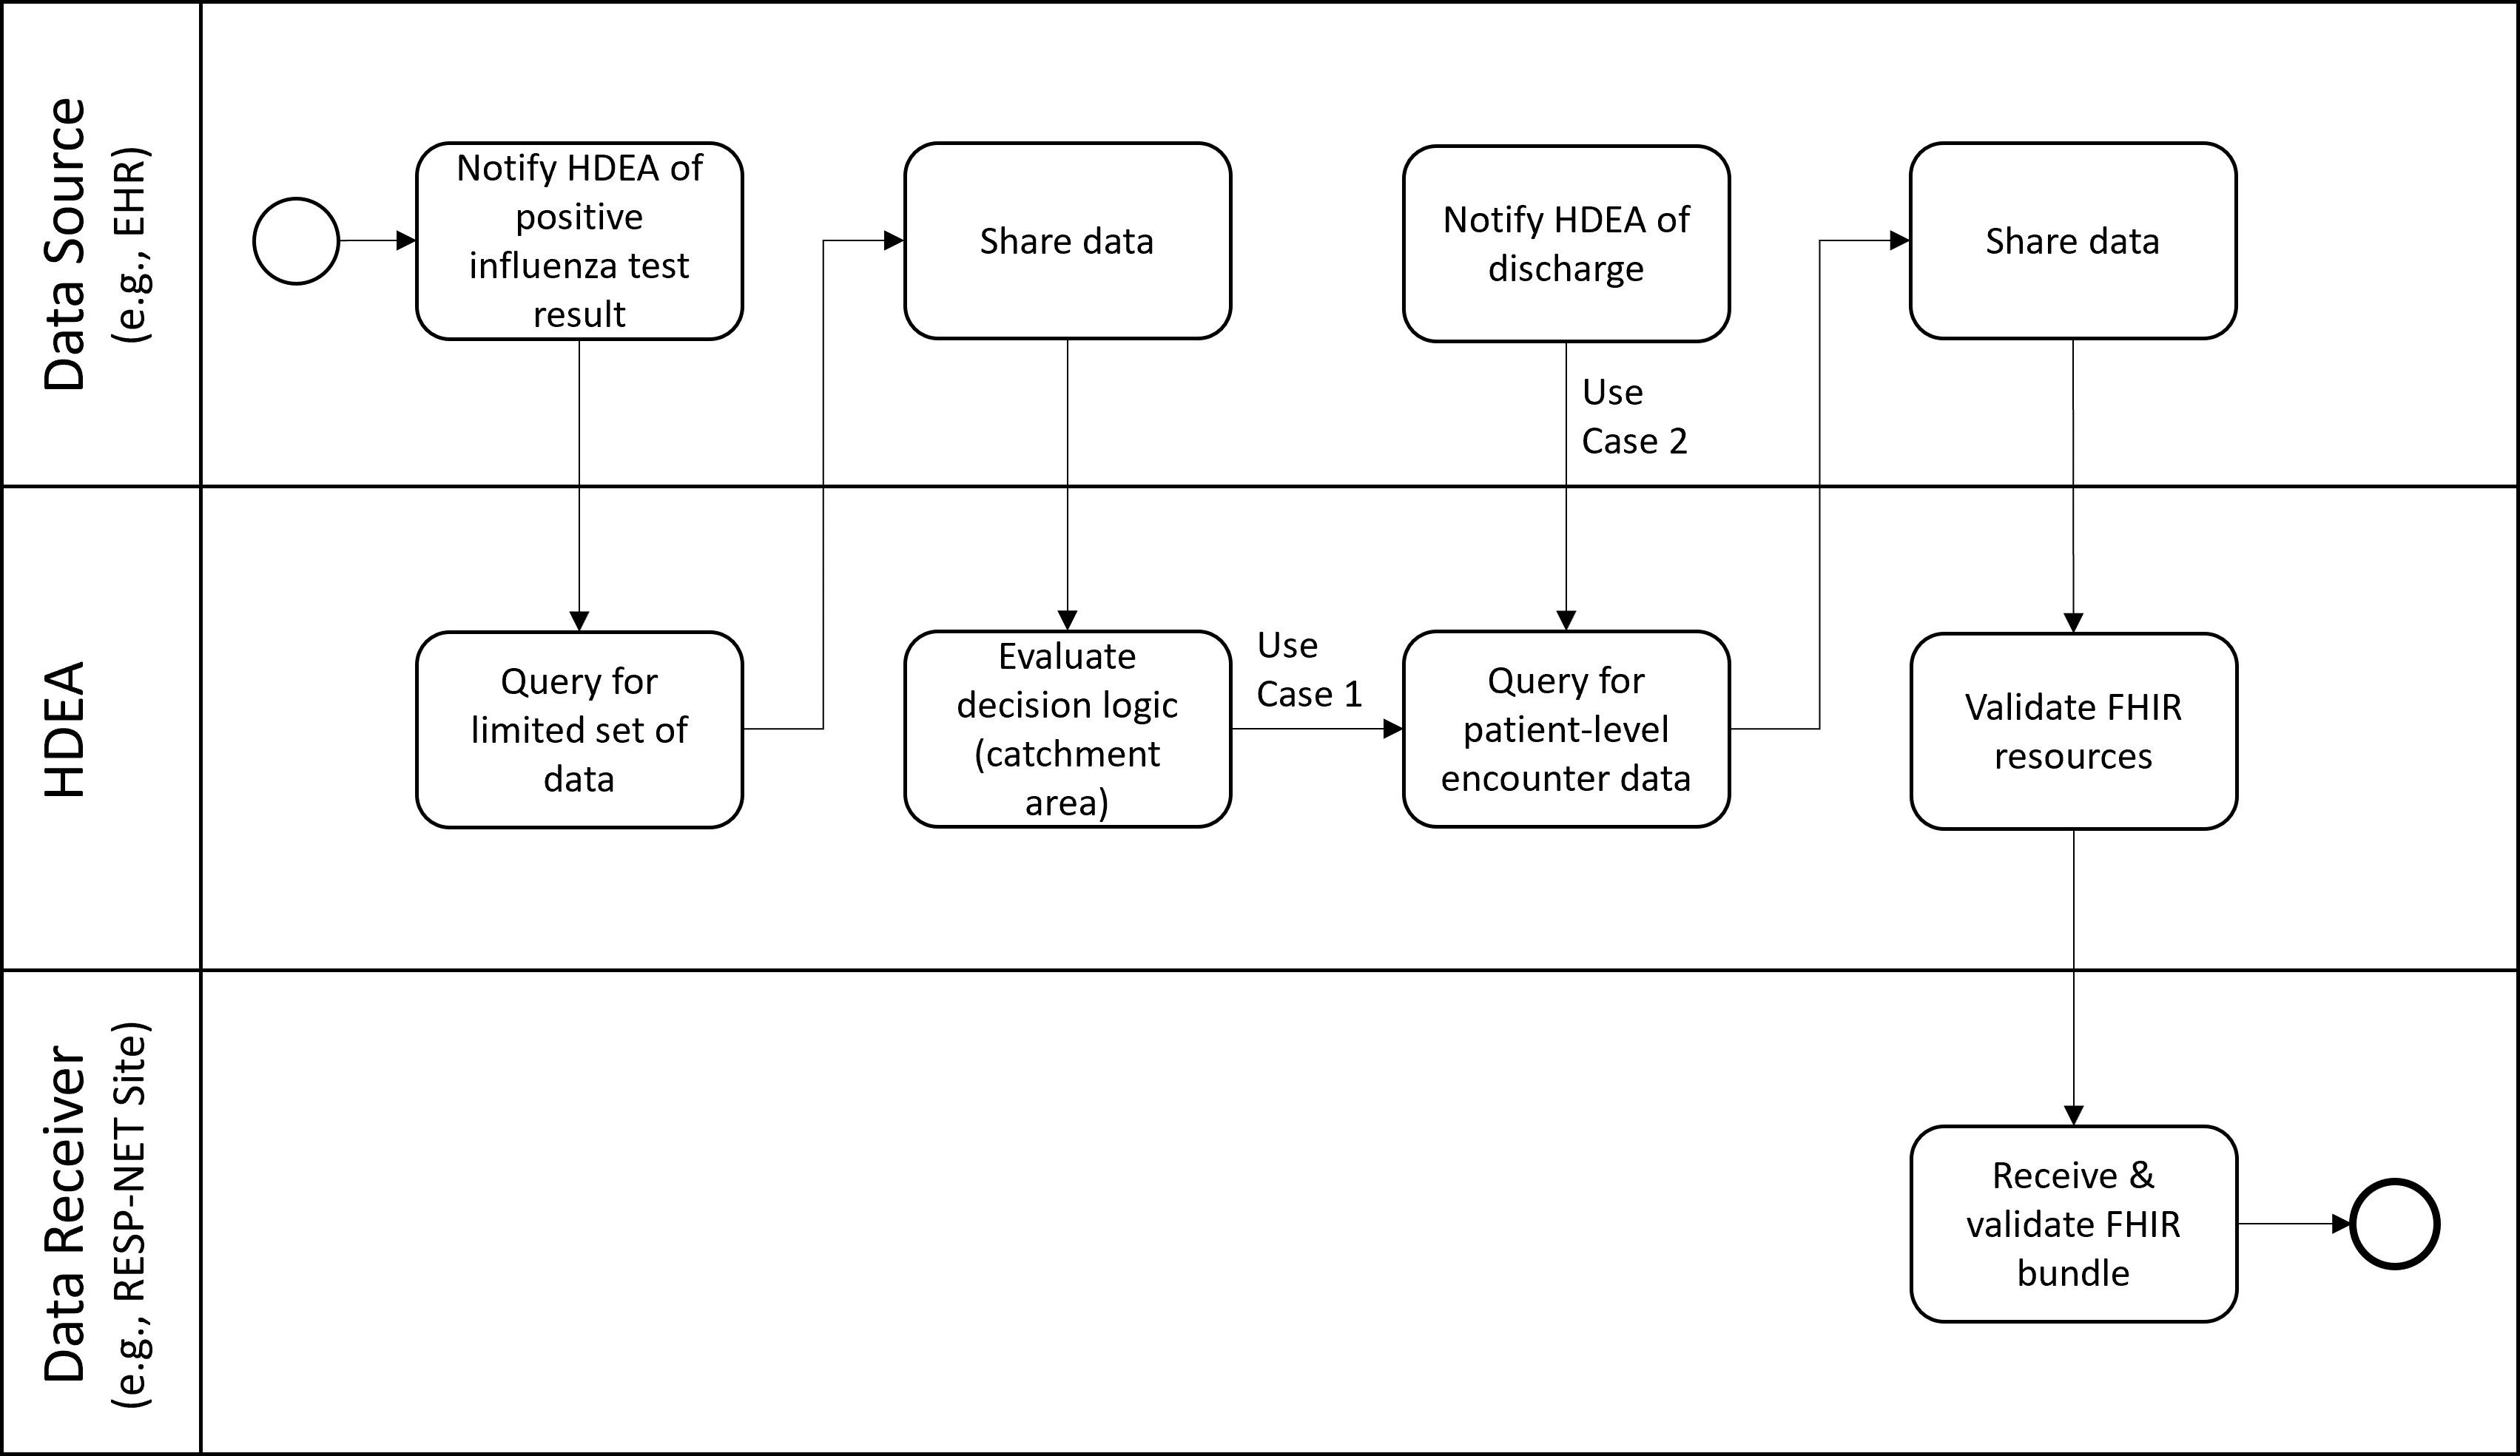 Data Source
(e.g., EHR)
Notify HDEA of
positive
influenza test
result
Share data
Notify HDEA of
discharge
Share data
Use
Case 2
HDEA
Query for
limited set of
data
Evaluate
decision logic
(catchment
area)
Use
Case 1
Query for
patient-level
encounter data
Validate FHIR
resources
Data Receiver
(e.g., RESP-NET Site)
Receive &
validate FHIR
bundle